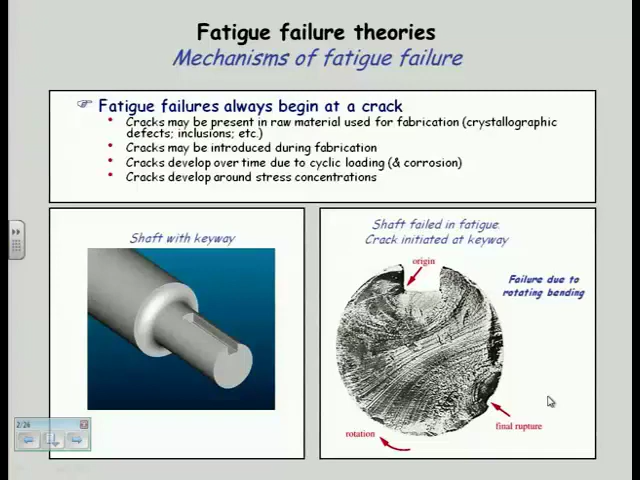 Fatigue failure theories
Mechanisms of fatigue failure
Fatigue failures always begin at a crack
• Cracks may be present in raw material used for fabrication (crystallographic
defects; inclusions; etc.)
• Cracks may be introduced during fabrication
• Cracks develop over time due to cyclic loading (& corrosion)
• Cracks develop around stress concentrations
Shaft with keyway
Shaft failed in fatigue.
Crack initiated at keyway
origin
Failure due to
rotating bending
final rupture
rotation
2/26